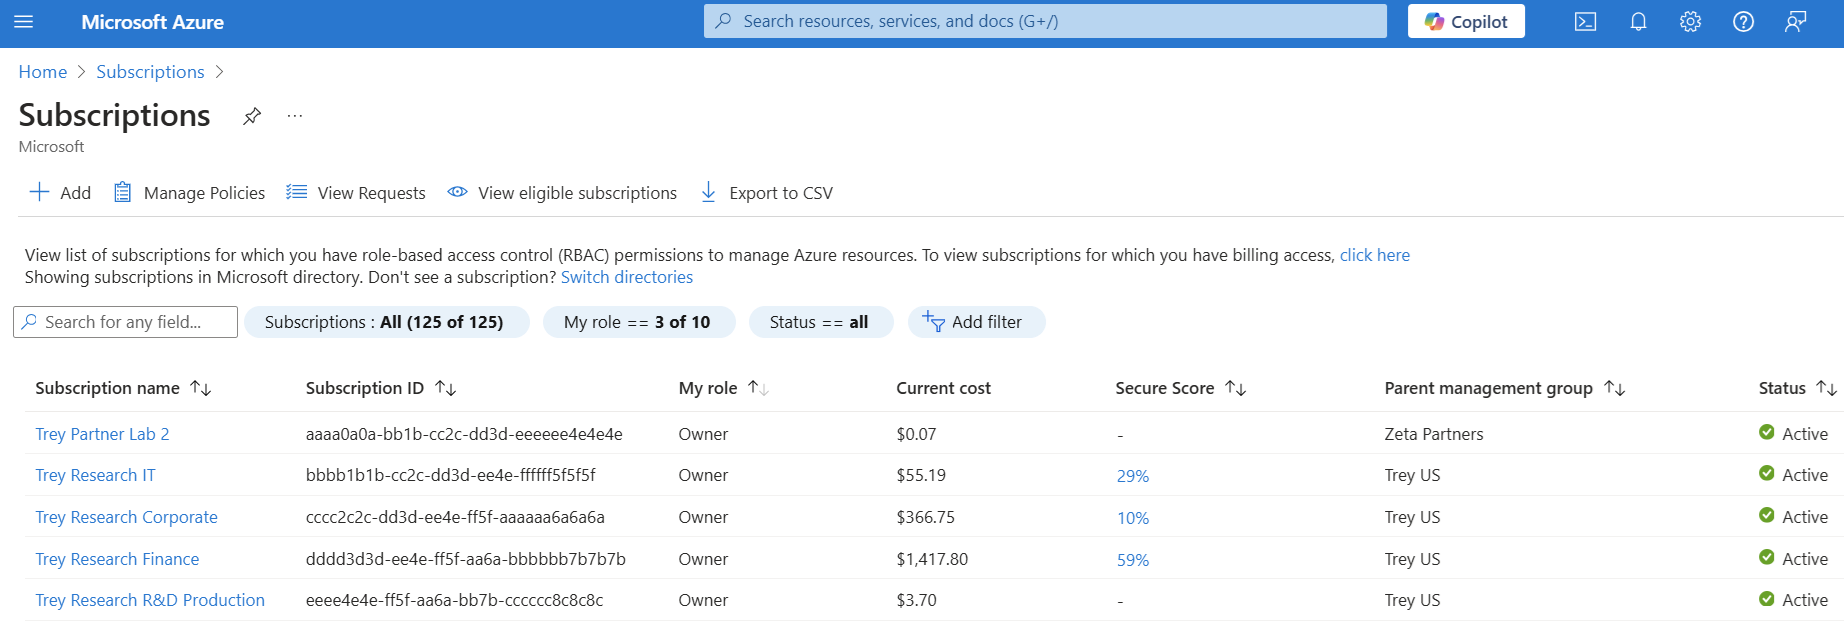 Microsoft Azure
Search resources, services, and docs (G+/)
Copilot
Home > Subscriptions >
Subscriptions ...
Microsoft
Add Manage Policies View Requests View eligible subscriptions Export to CSV
View list of subscriptions for which you have role-based access control (RBAC) permissions to manage Azure resources. To view subscriptions for which you have billing access, click here
Showing subscriptions in Microsoft directory. Don't see a subscription? Switch directories
Search for any field... Subscriptions : All (125 of 125) My role == 3 of 10 Status == all Add filter
Subscription name Subscription ID My role Current cost Secure Score Parent management group Status
Trey Partner Lab 2 aaaa0a0a-bb1b-cc2c-dd3d-eeeeee4e4e4e Owner $0.07 - Zeta Partners Active
Trey Research IT bbbb1b1b-cc2c-dd3d-ee4e-ffffff5f5f5f Owner $55.19 29% Trey US Active
Trey Research Corporate cccc2c2c-dd3d-ee4e-ff5f-aaaaaa6a6a6a Owner $366.75 10% Trey US Active
Trey Research Finance dddd3d3d-ee4e-ff5f-aa6a-bbbbbb7b7b7b Owner $1,417.80 59% Trey US Active
Trey Research R&D Production eeee4e4e-ff5f-aa6a-bb7b-cccccc8c8c8c Owner $3.70 - Trey US Active